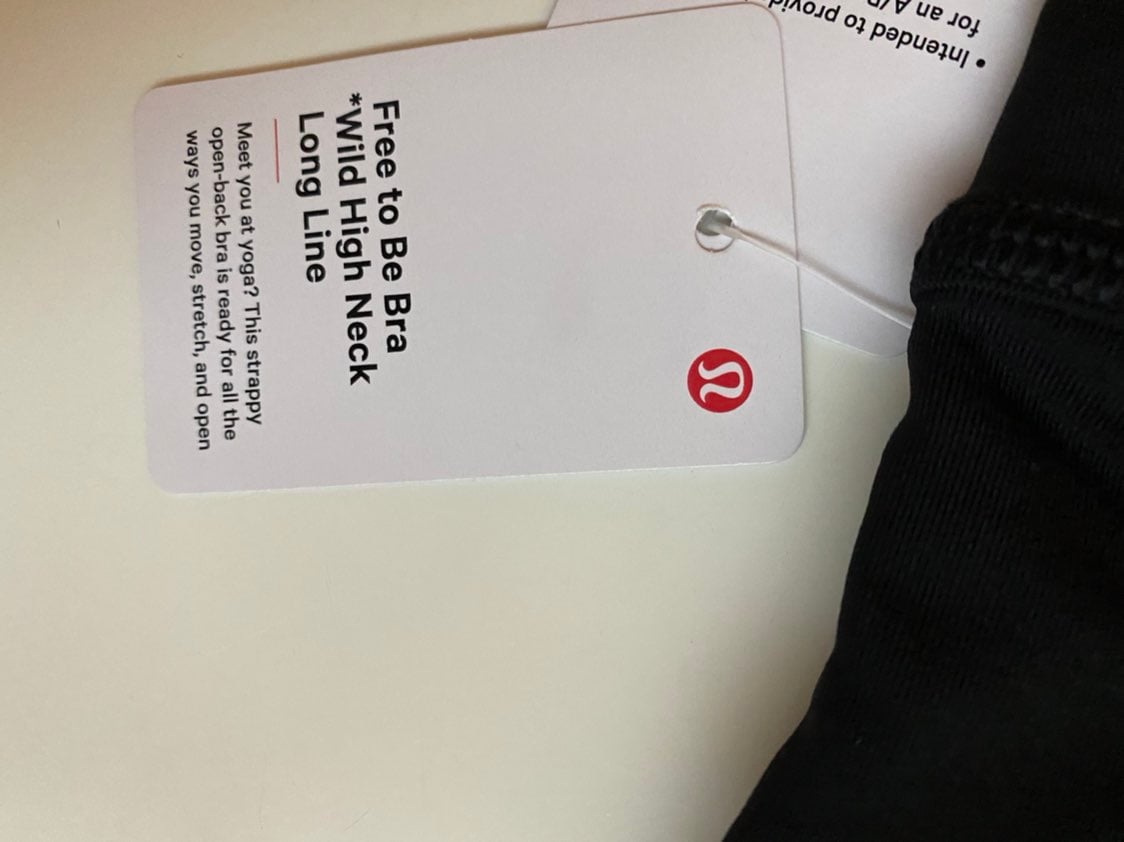 Free to Be Bra
*Wild High Neck
Long Line
Meet you at yoga? This strappy
open-back bra is ready for all the
ways you move, stretch, and open
• Intended to
for an